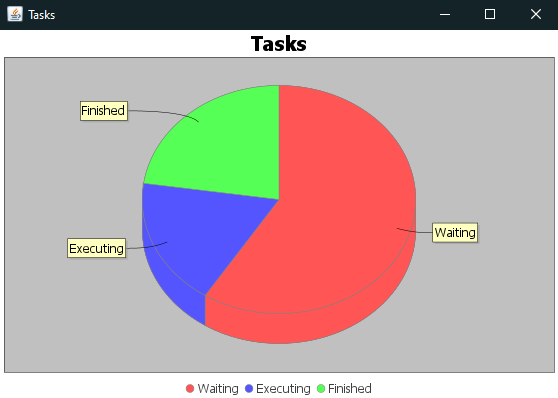 Tasks
Tasks
Finished
Waiting
Executing
Waiting Executing Finished